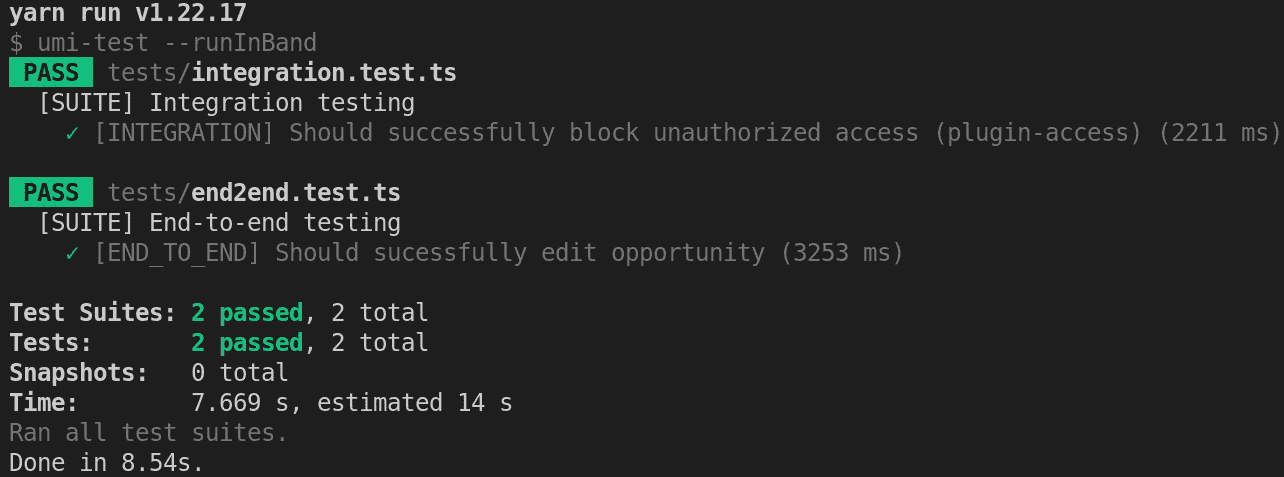 yarn run v1.22.17
$ umi-test --runInBand
PASS tests/integration.test.ts
[SUITE] Integration testing
✓ [INTEGRATION] Should successfully block unauthorized access (plugin-access) (2211 ms)
PASS tests/end2end.test.ts
[SUITE] End-to-end testing
✓ [END_TO_END] Should sucessfully edit opportunity (3253 ms)
Test Suites: 2 passed, 2 total
Tests: 2 passed, 2 total
Snapshots: 0 total
Time: 7.669 s, estimated 14 s
Ran all test suites.
Done in 8.54s.